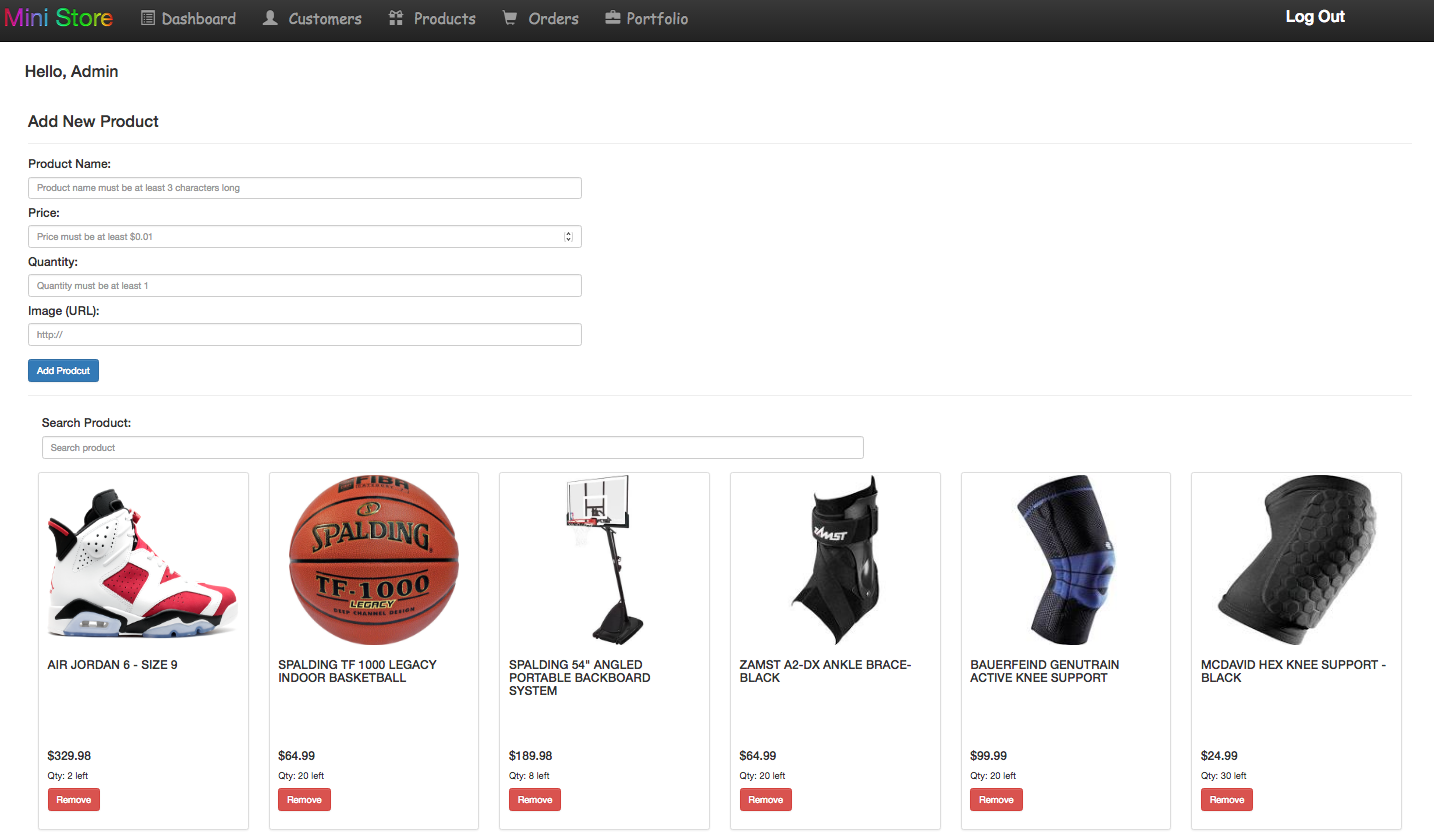 Mini Store Dashboard Customers Products Orders Portfolio Log Out
Hello, Admin
Add New Product
Product Name:
Product name must be at least 3 characters long
Price:
Price must be at least $0.01
Quantity:
Quantity must be at least 1
Image (URL):
http://
Add Prodcut
Search Product:
Search product
FIBA
SPALDING
TF-1000
LEGACY
DEEP CHANNEL DESIGN
ZAMST
AIR JORDAN 6 - SIZE 9
$329.98
Qty: 2 left
Remove
SPALDING TF 1000 LEGACY
INDOOR BASKETBALL
$64.99
Qty: 20 left
Remove
SPALDING 54" ANGLED
PORTABLE BACKBOARD
SYSTEM
$189.98
Qty: 8 left
Remove
ZAMST A2-DX ANKLE BRACE-
BLACK
$64.99
Qty: 20 left
Remove
BAUERFEIND GENUTRAIN
ACTIVE KNEE SUPPORT
$99.99
Qty: 20 left
Remove
MCDAVID HEX KNEE SUPPORT -
BLACK
$24.99
Qty: 30 left
Remove